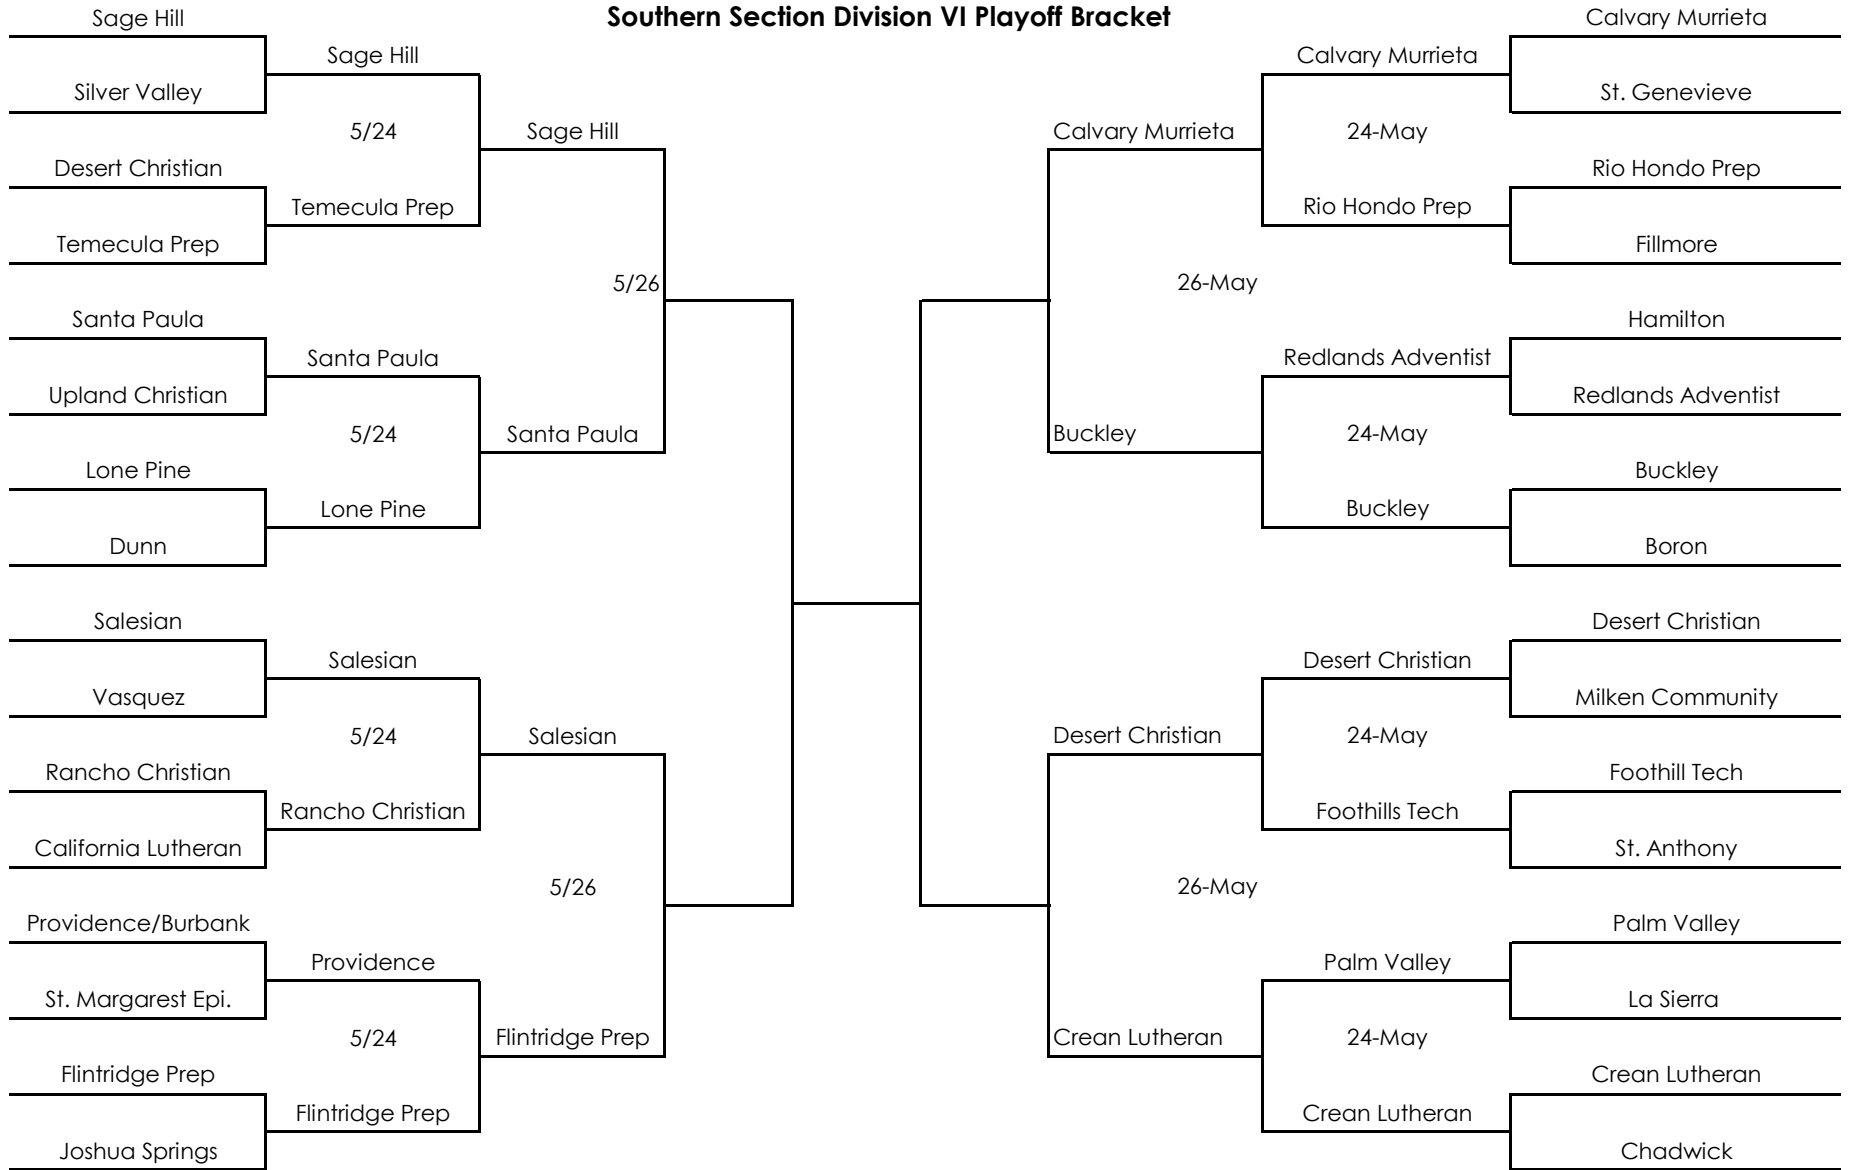 Southern Section Division VI Playoff Bracket
Sage Hill
Silver Valley
Desert Christian
Temecula Prep
Santa Paula
Upland Christian
Lone Pine
Dunn
Salesian
Vasquez
Rancho Christian
California Lutheran
Providence/Burbank
St. Margarest Epi.
Flintridge Prep
Joshua Springs
Sage Hill
5/24
Temecula Prep
Santa Paula
5/24
Lone Pine
Salesian
5/24
Rancho Christian
Providence
5/24
Flintridge Prep
Sage Hill
5/26
Santa Paula
Salesian
5/26
Flintridge Prep
Calvary Murrieta
26-May
Buckley
Desert Christian
26-May
Crean Lutheran
Calvary Murrieta
24-May
Rio Hondo Prep
Redlands Adventist
24-May
Buckley
Desert Christian
24-May
Foothills Tech
Palm Valley
24-May
Crean Lutheran
Calvary Murrieta
St. Genevieve
Rio Hondo Prep
Fillmore
Hamilton
Redlands Adventist
Buckley
Boron
Desert Christian
Milken Community
Foothill Tech
St. Anthony
Palm Valley
La Sierra
Crean Lutheran
Chadwick